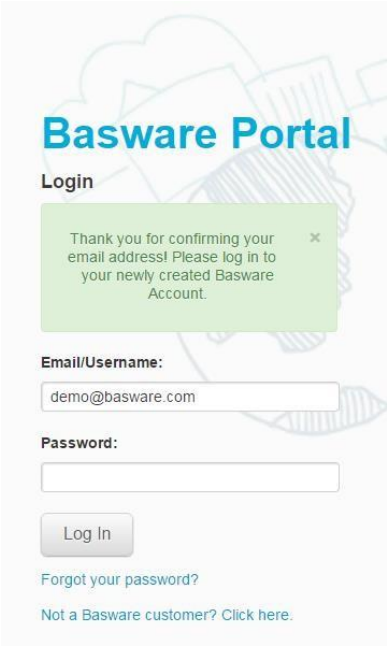 Basware Portal
Login
Thank you for confirming your
email address! Please log in to
your newly created Basware
Account.
×
Email/Username:
demo@basware.com
Password:
Log In
Forgot your password?
Not a Basware customer? Click here.